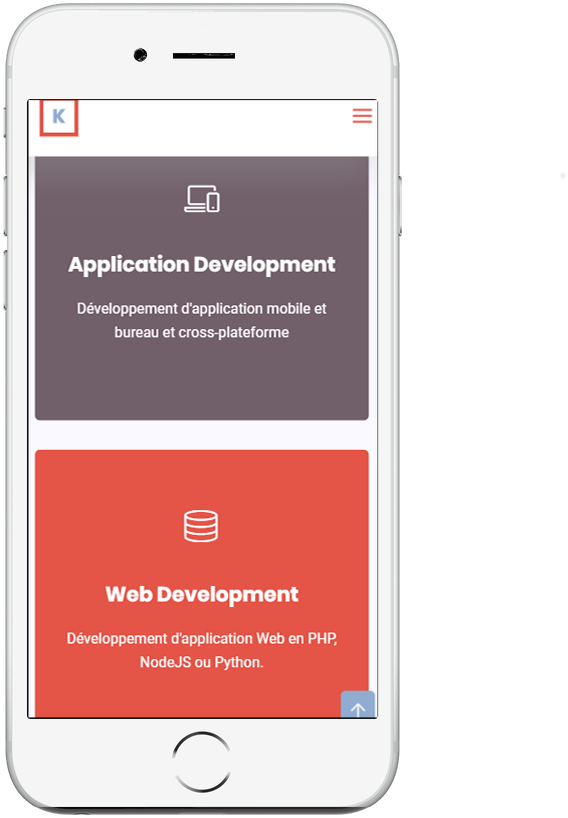 K
Application Development
Développement d'application mobile et
bureau et cross-plateforme
Web Development
Développement d'application Web en PHP,
NodeJS ou Python.